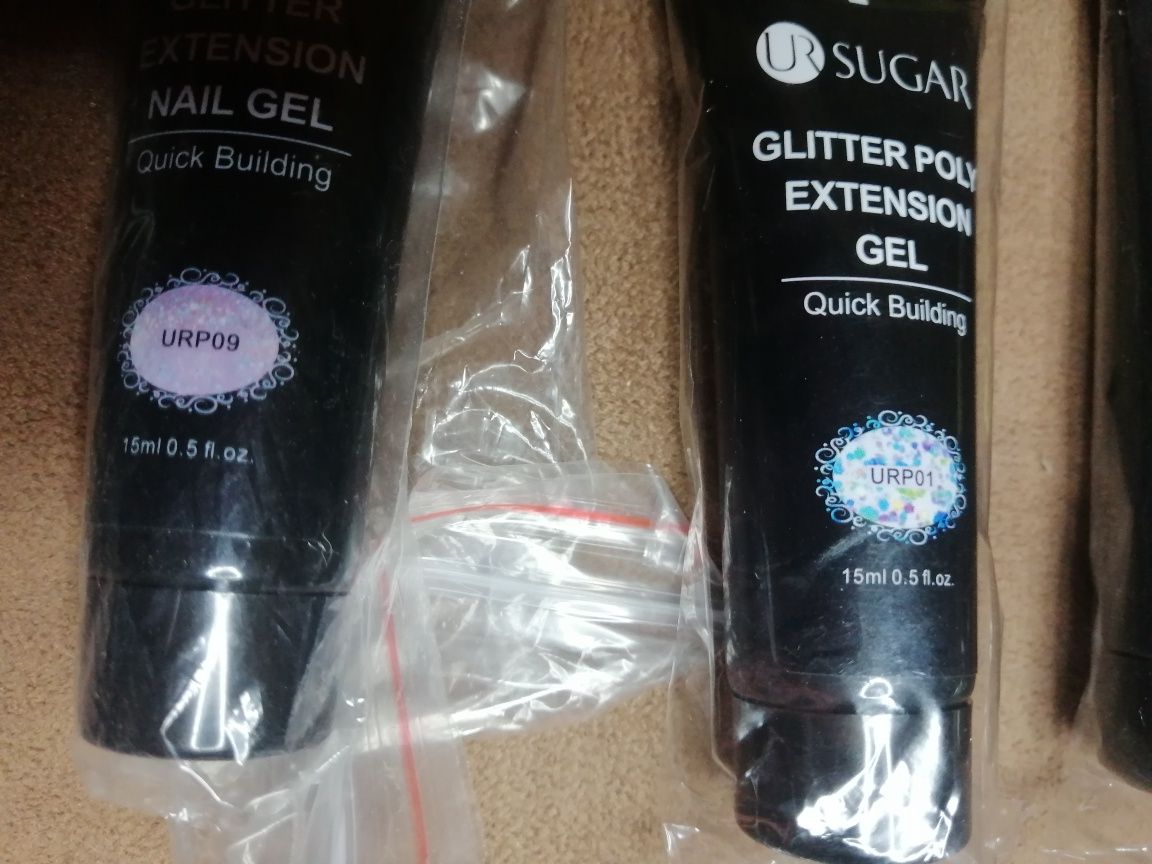 GLITTER
EXTENSION
NAIL GEL
Quick Building
URP09
15ml 0.5 fl.oz.
UR SUGAR
GLITTER POLY
EXTENSION
GEL
Quick Building
URP01
15ml 0.5 fl.oz.